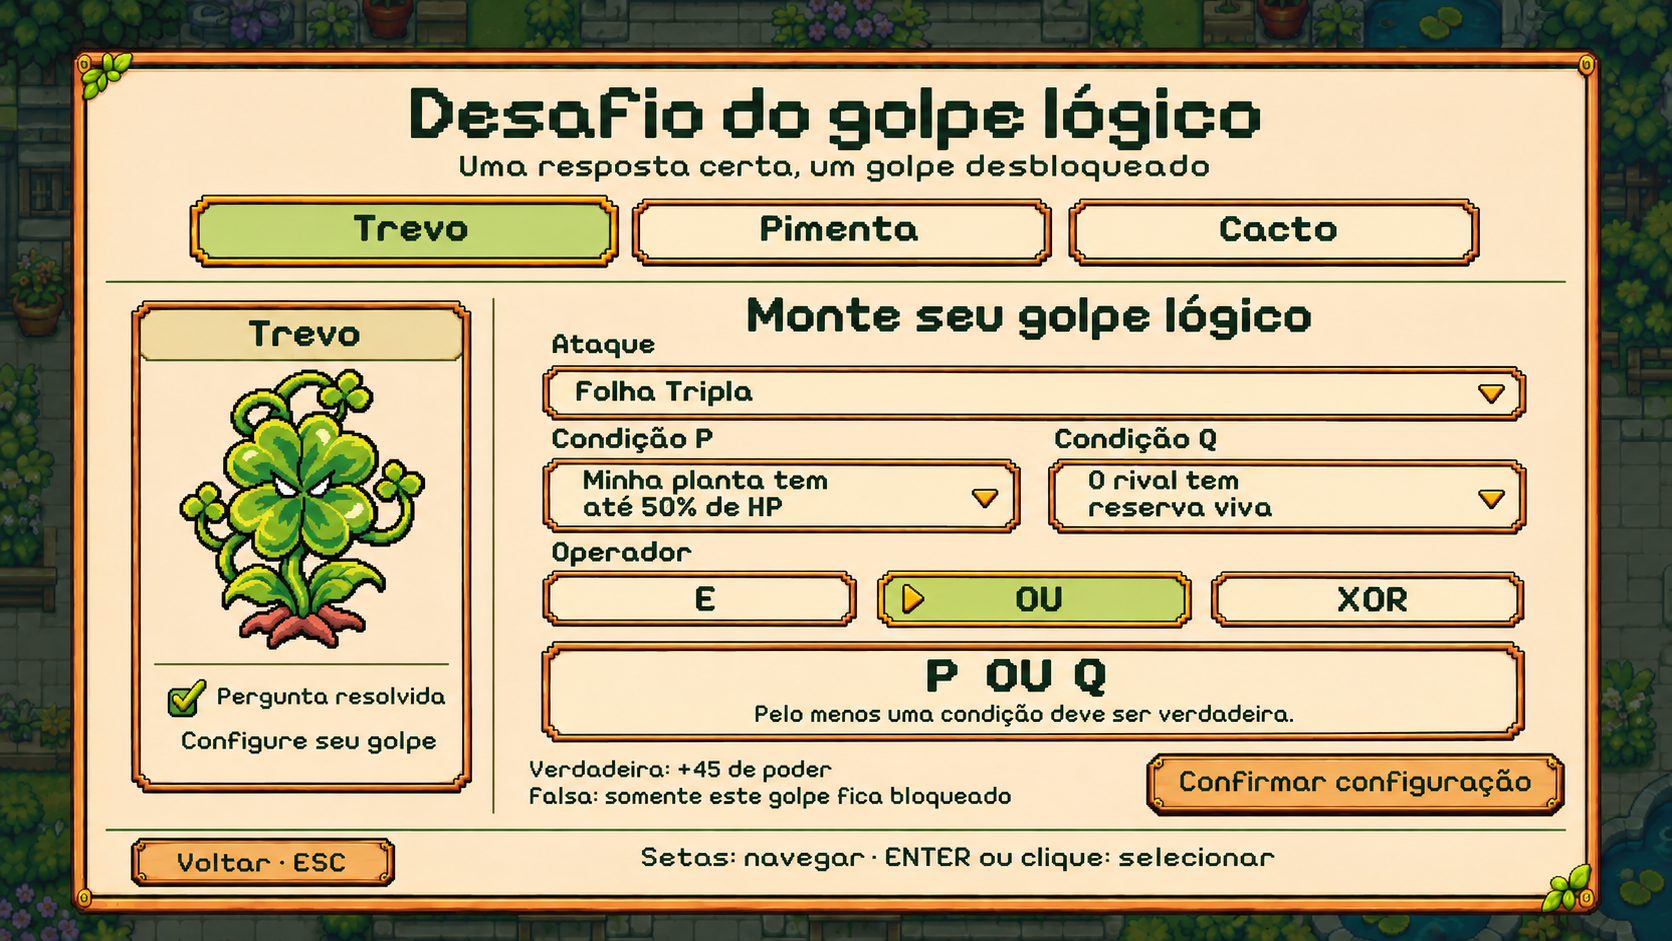 Desafio do golpe lógico
Uma resposta certa, um golpe desbloqueado
Trevo
Pimenta
Cacto
Trevo
Pergunta resolvida
Configure seu golpe
Monte seu golpe lógico
Ataque
Folha Tripla
Condição P
Condição Q
Minha planta tem
até 50% de HP
O rival tem
reserva viva
Operador
E
OU
XOR
P OU Q
Pelo menos uma condição deve ser verdadeira.
Verdadeira: +45 de poder
Falsa: somente este golpe fica bloqueado
Confirmar configuração
Voltar · ESC
Setas: navegar · ENTER ou clique: selecionar